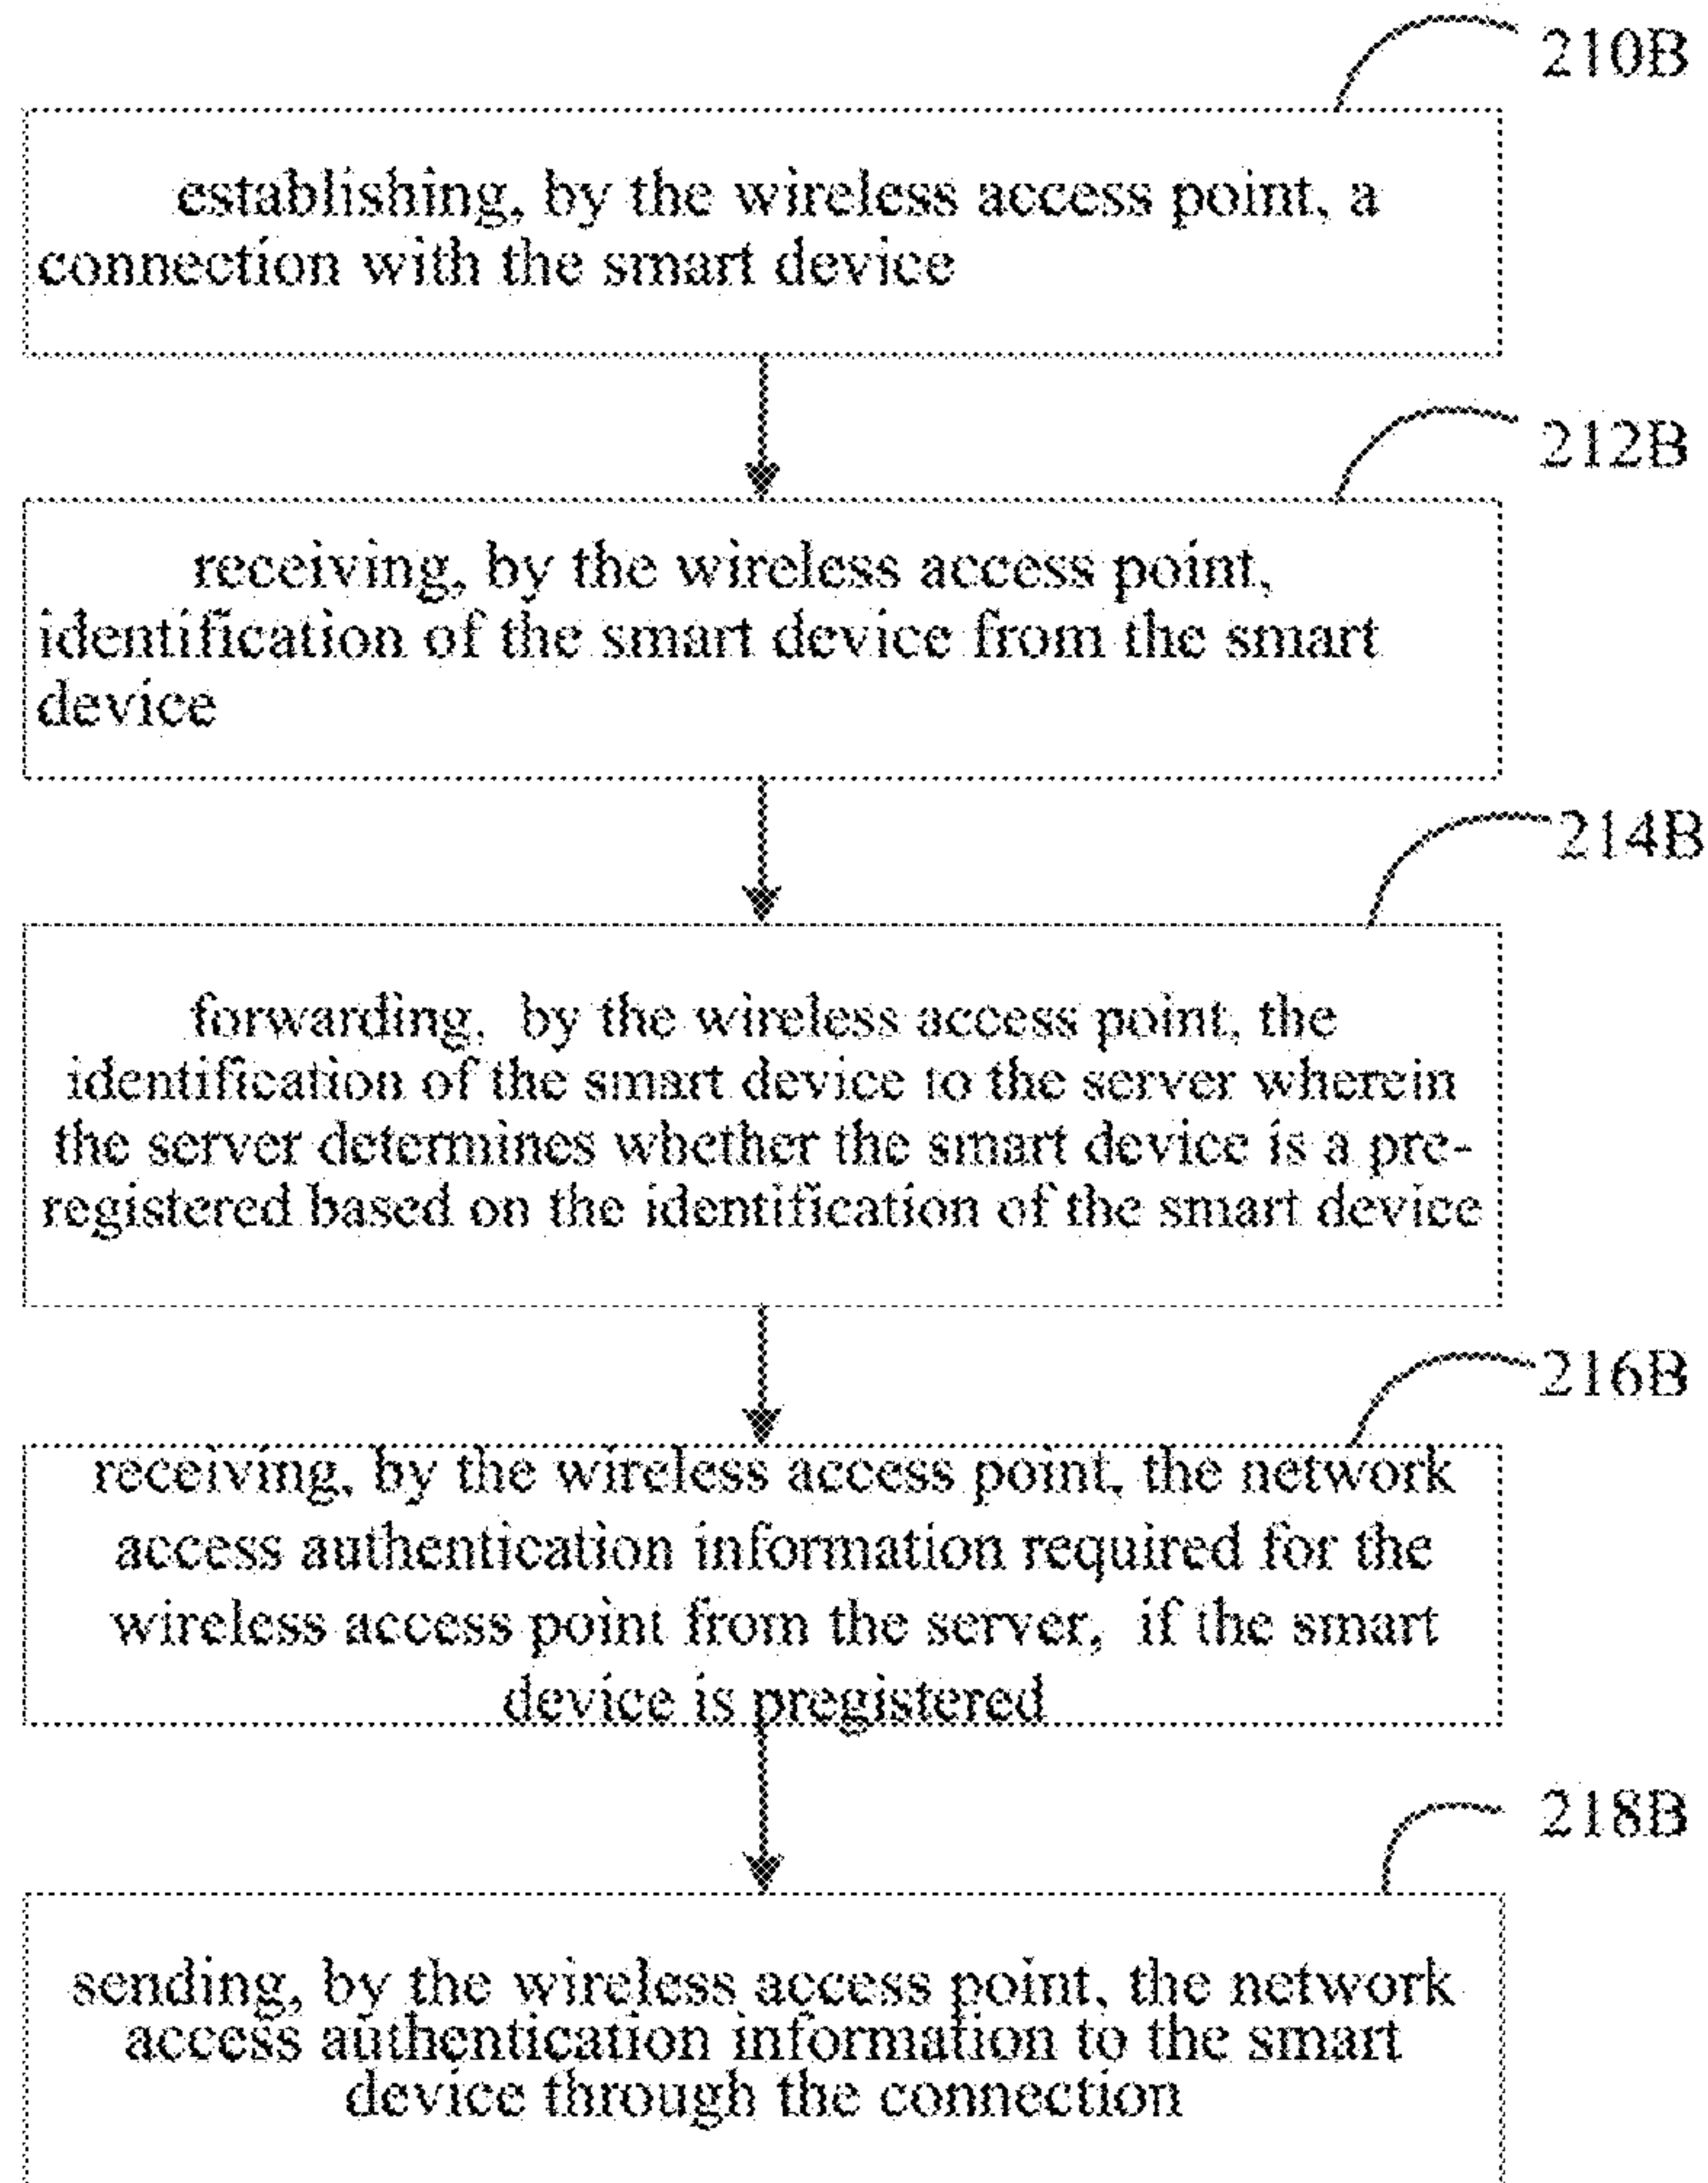 210B
establishing, by the wireless access point, a
connection with the smart device
212B
receiving, by the wireless access point,
identification of the smart device from the smart
device
214B
forwarding, by the wireless access point, the
identification of the smart device to the server wherein
the server determines whether the smart device is a pre-
registered based on the identification of the smart device
216B
receiving, by the wireless access point, the network
access authentication information required for the
wireless access point from the server, if the smart
device is pregistered
218B
sending, by the wireless access point, the network
access authentication information to the smart
device through the connection